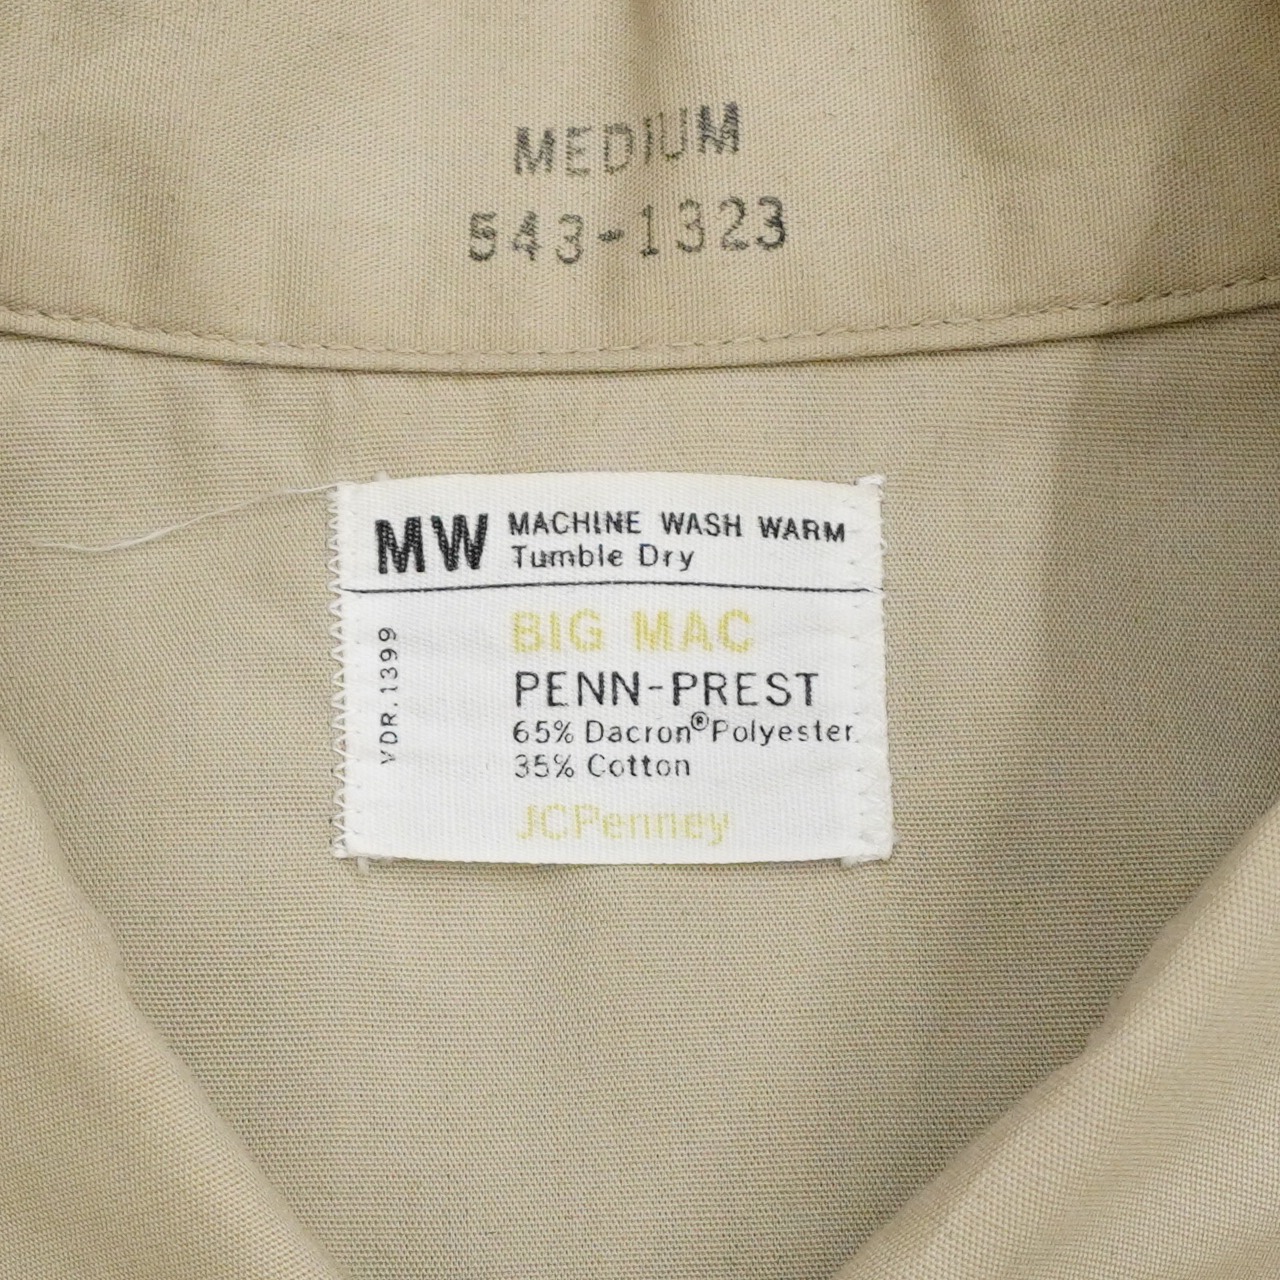 MEDIUM
543-1323
MW MACHINE WASH WARM
Tumble Dry
BIG MAC
PENN-PREST
65% Dacron® Polyester
35% Cotton
JCPenney
VDR.1399